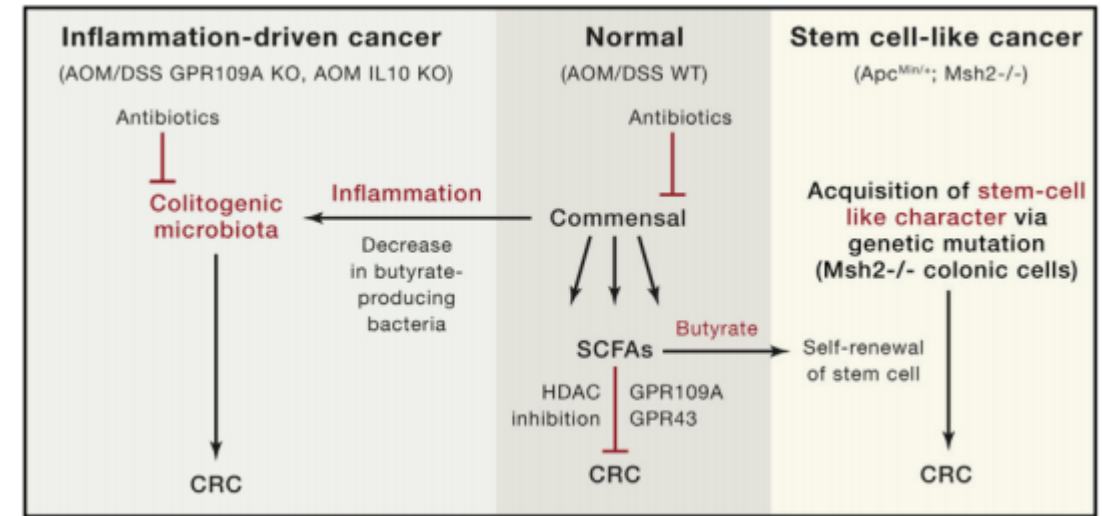 Inflammation-driven cancer
(AOM/DSS GPR109A KO, AOM IL10 KO)
Antibiotics
Colitogenic
microbiota
Inflammation
Decrease
in butyrate-
producing
bacteria
CRC
Normal
(AOM/DSS WT)
Antibiotics
Commensal
SCFAs
Butyrate
HDAC
inhibition
GPR109A
GPR43
CRC
Stem cell-like cancer
(Apcᴹⁱⁿ/⁺; Msh2-/-)
Acquisition of stem-cell
like character via
genetic mutation
(Msh2-/- colonic cells)
Self-renewal
of stem cell
CRC